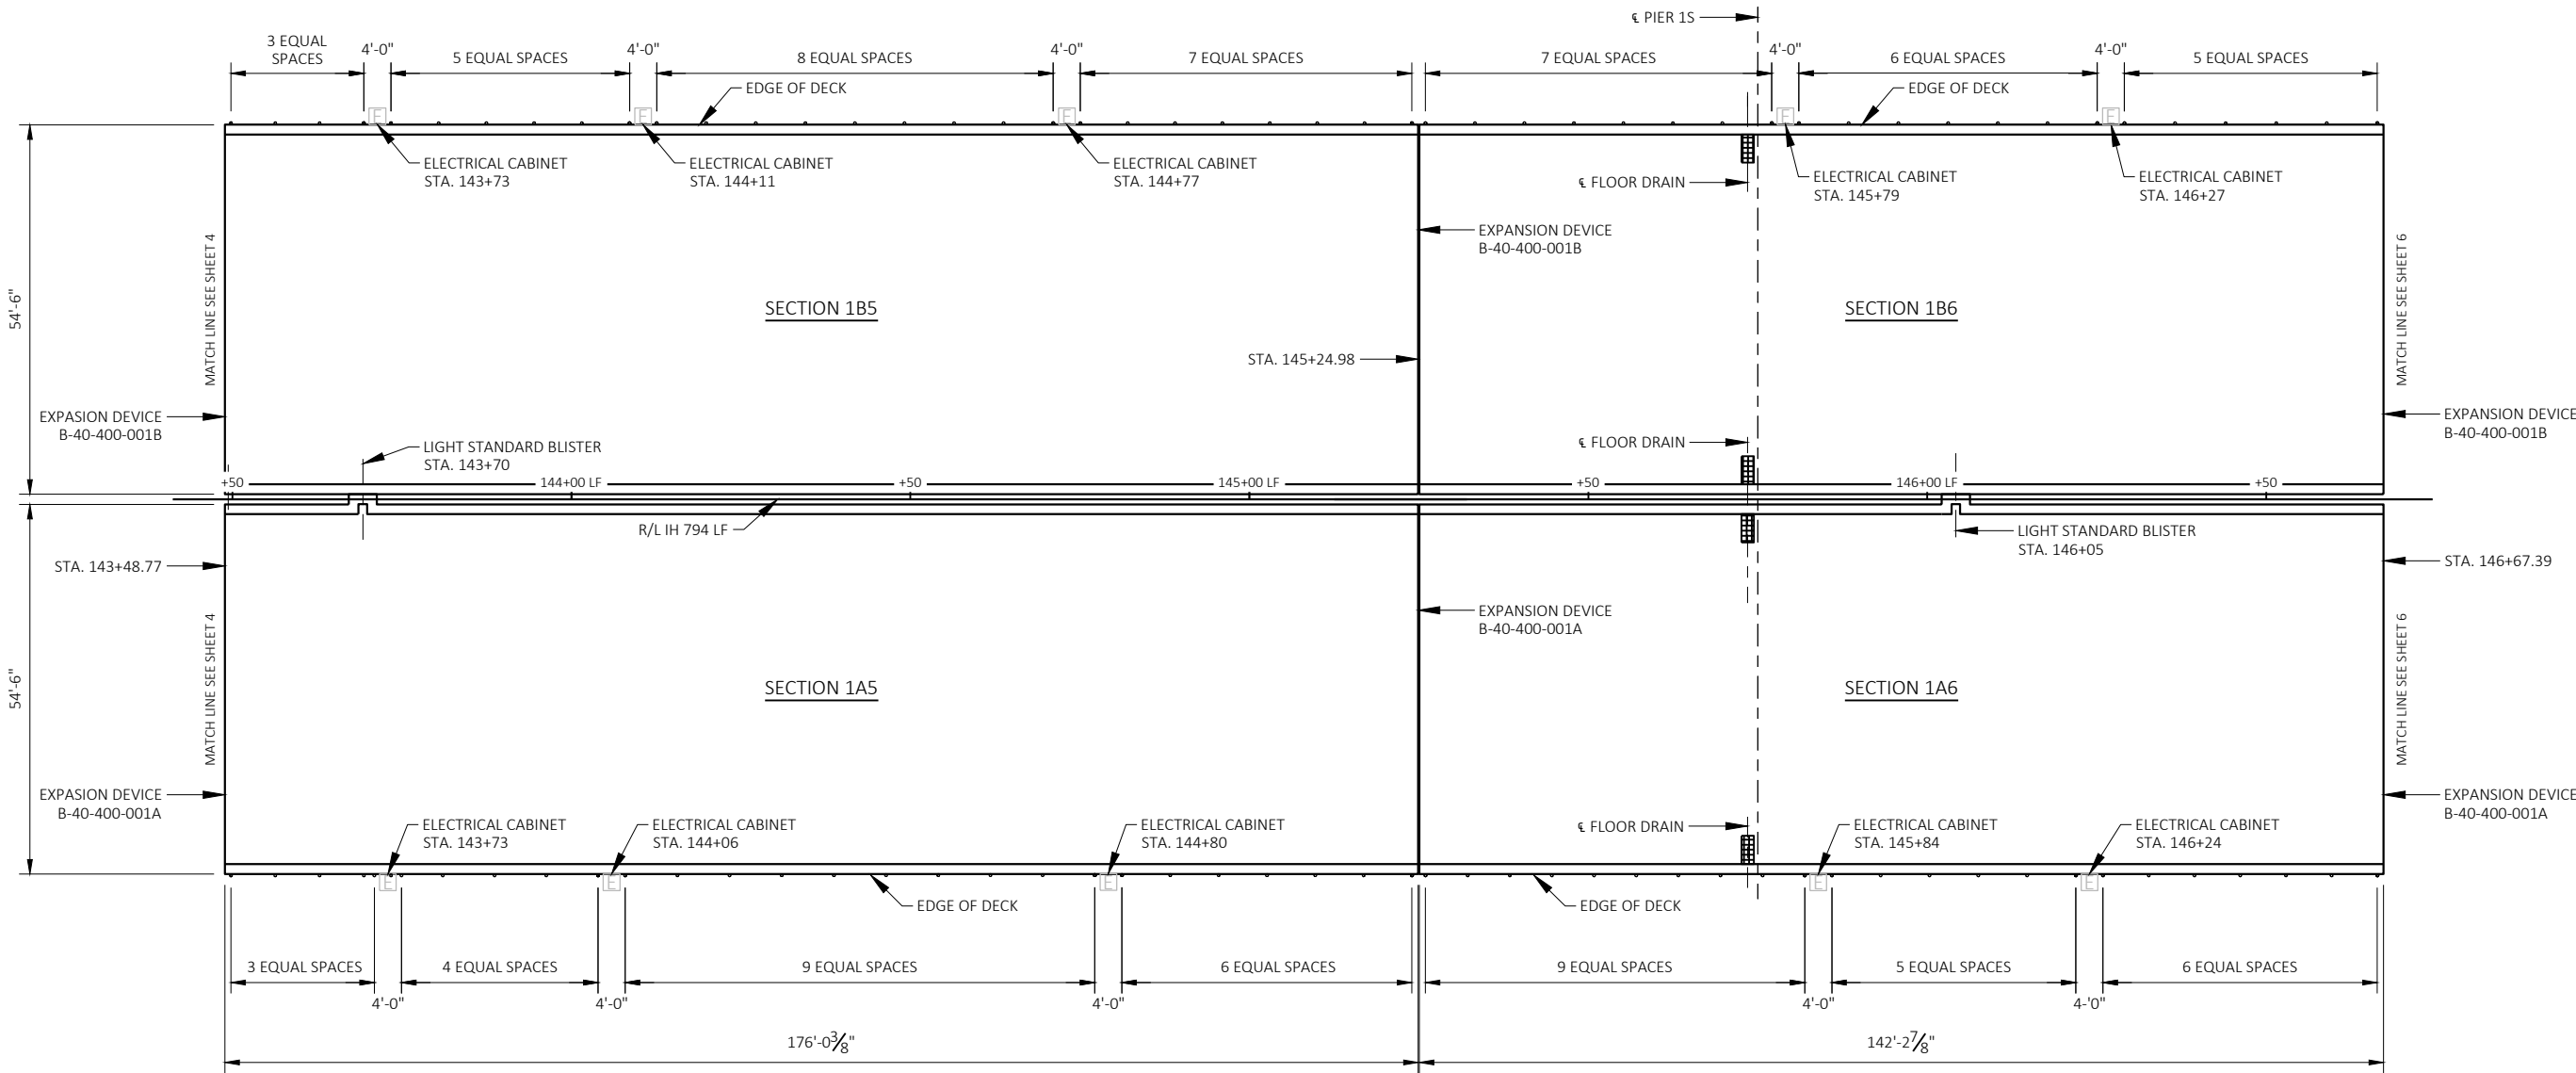 ℄ PIER 1S
3 EQUAL
SPACES
4'-0"
5 EQUAL SPACES
4'-0"
8 EQUAL SPACES
4'-0"
7 EQUAL SPACES
7 EQUAL SPACES
4'-0"
6 EQUAL SPACES
4'-0"
5 EQUAL SPACES
EDGE OF DECK
EDGE OF DECK
E
E
E
E
E
ELECTRICAL CABINET
STA. 143+73
ELECTRICAL CABINET
STA. 144+11
ELECTRICAL CABINET
STA. 144+77
℄ FLOOR DRAIN
ELECTRICAL CABINET
STA. 145+79
ELECTRICAL CABINET
STA. 146+27
54'-6"
MATCH LINE SEE SHEET 4
EXPANSION DEVICE
B-40-400-001B
MATCH LINE SEE SHEET 6
SECTION 1B5
SECTION 1B6
STA. 145+24.98
EXPASION DEVICE
B-40-400-001B
LIGHT STANDARD BLISTER
STA. 143+70
℄ FLOOR DRAIN
EXPANSION DEVICE
B-40-400-001B
+50
144+00 LF
+50
145+00 LF
+50
146+00 LF
+50
R/L IH 794 LF
LIGHT STANDARD BLISTER
STA. 146+05
STA. 143+48.77
STA. 146+67.39
54'-6"
MATCH LINE SEE SHEET 4
EXPANSION DEVICE
B-40-400-001A
MATCH LINE SEE SHEET 6
SECTION 1A5
SECTION 1A6
EXPASION DEVICE
B-40-400-001A
EXPANSION DEVICE
B-40-400-001A
ELECTRICAL CABINET
STA. 143+73
ELECTRICAL CABINET
STA. 144+06
ELECTRICAL CABINET
STA. 144+80
℄ FLOOR DRAIN
ELECTRICAL CABINET
STA. 145+84
ELECTRICAL CABINET
STA. 146+24
E
E
E
E
E
EDGE OF DECK
EDGE OF DECK
3 EQUAL SPACES
4 EQUAL SPACES
9 EQUAL SPACES
6 EQUAL SPACES
9 EQUAL SPACES
5 EQUAL SPACES
6 EQUAL SPACES
4'-0"
4'-0"
4'-0"
4'-0"
4-'0"
176'-0 3/8"
142'-2 7/8"